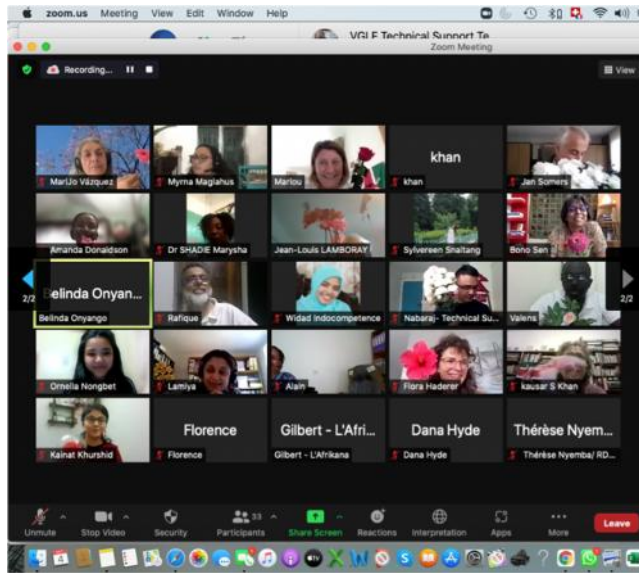 zoom.us Meeting View Edit Window Help
VGLF Technical Support Te
Zoom Meeting
Recording...
View
MariJo Vázquez
Myrna Maglahus
Mariou
khan
khan
Jan Somers
Amanda Donaldson
Dr SHADIE Marysha
Jean-Louis LAMBORAY
Sylvereen Shaltang
Bono Sen
2/2
2/2
Belinda Onyan...
Belinda Onyango
Rafique
Widad Indocompetence
Nabaraj- Technical Su...
Valens
Ornella Nongbet
Lamiya
Alain
Flora Haderer
kausar S Khan
Kainat Khurshid
Florence
Florence
Gilbert - L'Afri...
Gilbert - L'Afrikana
Dana Hyde
Dana Hyde
Thérèse Nyem...
Thérèse Nyemba/ RD...
33
Unmute
Stop Video
Security
Participants
Share Screen
Reactions
Interpretation
Apps
More
Leave